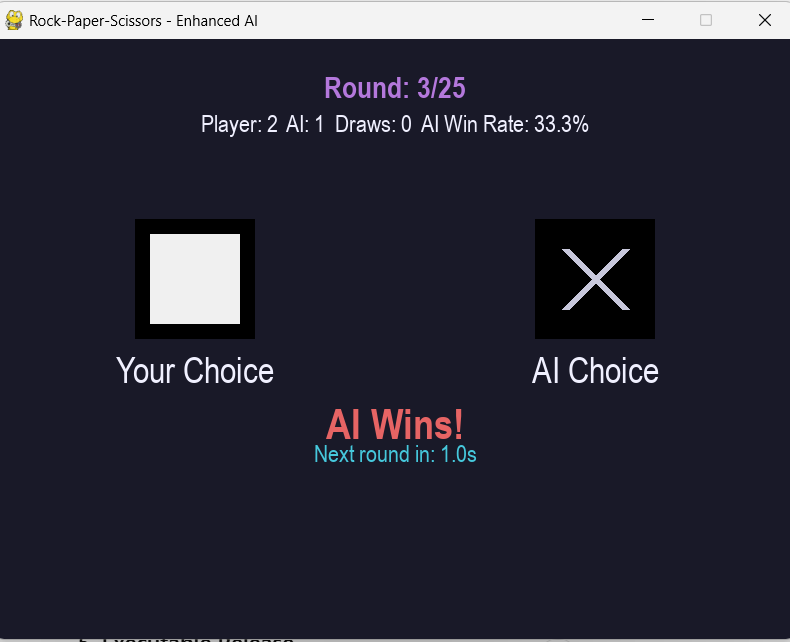 Rock-Paper-Scissors - Enhanced AI
Round: 3/25
Player: 2 AI: 1 Draws: 0 AI Win Rate: 33.3%
Your Choice
AI Choice
AI Wins!
Next round in: 1.0s